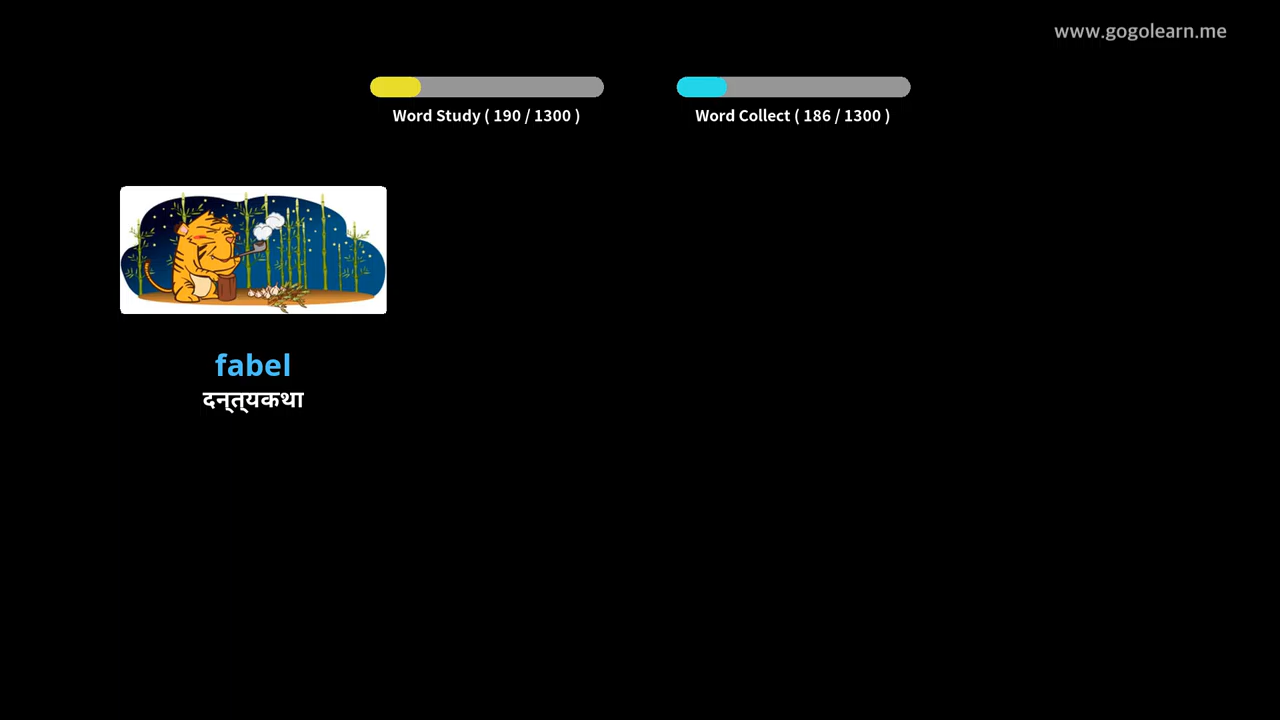 www.gogolearn.me
Word Study ( 190 / 1300 )
Word Collect ( 186 / 1300 )
fabel
दन्त्यकथा